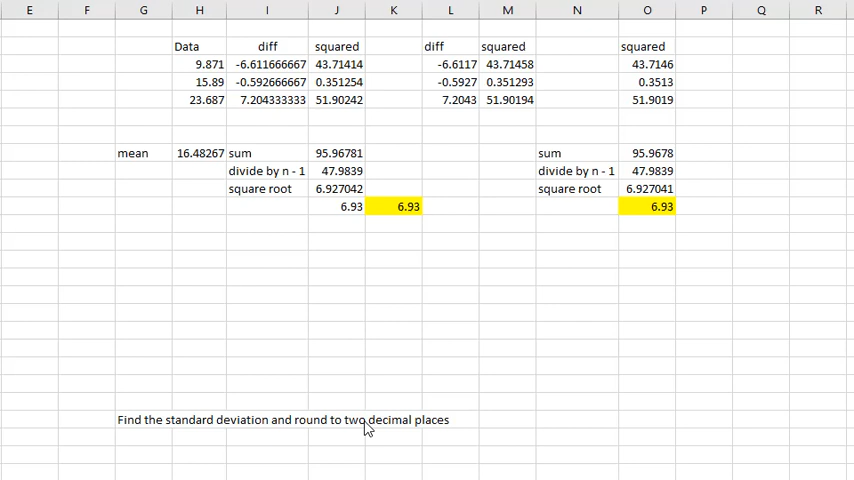 E F G H I J K L M N O P Q R
Data diff squared diff squared squared
9.871 -6.611666667 43.71414 -6.6117 43.71458 43.7146
15.89 -0.592666667 0.351254 -0.5927 0.351293 0.3513
23.687 7.204333333 51.90242 7.2043 51.90194 51.9019
mean 16.48267 sum 95.96781 sum 95.9678
divide by n - 1 47.9839 divide by n - 1 47.9839
square root 6.927042 square root 6.927041
6.93 6.93 6.93
Find the standard deviation and round to two decimal places